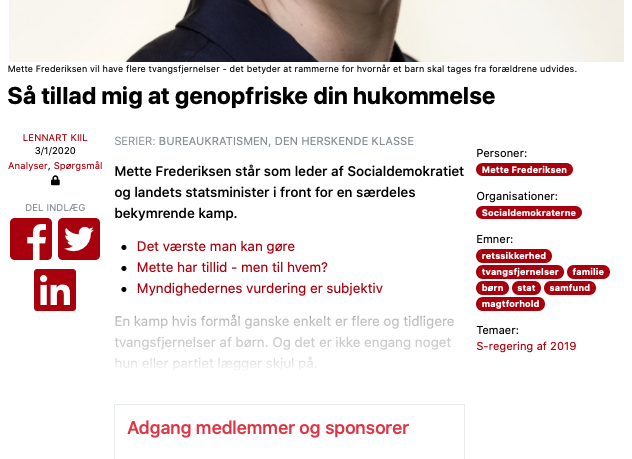 Mette Frederiksen vil have flere tvangsfjernelser - det betyder at rammerne for hvornår et barn skal tages fra forældrene udvides.
Så tillad mig at genopfriske din hukommelse
LENNART KIIL
3/1/2020
Analyser, Spørgsmål
DEL INDLÆG
SERIER: BUREAUKRATISMEN, DEN HERSKENDE KLASSE
Mette Frederiksen står som leder af Socialdemokratiet
og landets statsminister i front for en særdeles
bekymrende kamp.
Det værste man kan gøre
Mette har tillid - men til hvem?
Myndighedernes vurdering er subjektiv
En kamp hvis formål ganske enkelt er flere og tidligere
tvangsfjernelser af børn. Og det er ikke engang noget
hun eller partiet lægger skjul på.
Adgang medlemmer og sponsorer
Personer:
Mette Frederiksen
Organisationer:
Socialdemokraterne
Emner:
retssikkerhed
tvangsfjernelser familie
børn stat samfund
magtforhold
Temaer:
S-regering af 2019